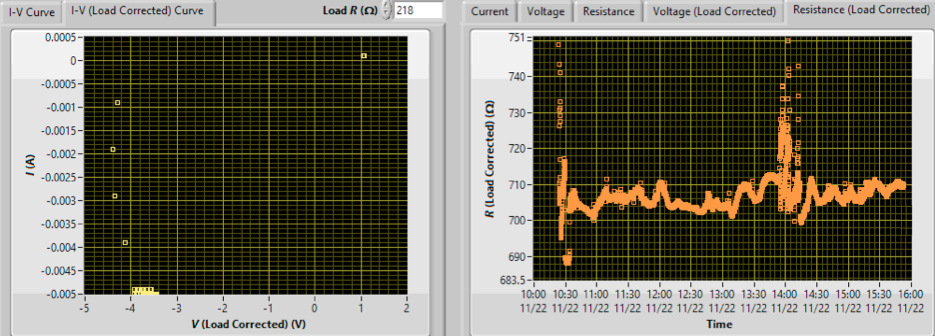 I-V Curve I-V (Load Corrected) Curve Load R (Ω) 218
0.0005
0
-0.0005
-0.001
-0.0015
-0.002
-0.0025
-0.003
-0.0035
-0.004
-0.0045
-0.005
I (A)
-5 -4 -3 -2 -1 0 1 2
V (Load Corrected) (V)
Current Voltage Resistance Voltage (Load Corrected) Resistance (Load Corrected)
751
740
730
720
710
700
690
683.5
R (Load Corrected) (Ω)
10:00 10:30 11:00 11:30 12:00 12:30 13:00 13:30 14:00 14:30 15:00 15:30 16:00
11/22 11/22 11/22 11/22 11/22 11/22 11/22 11/22 11/22 11/22 11/22 11/22 11/22
Time